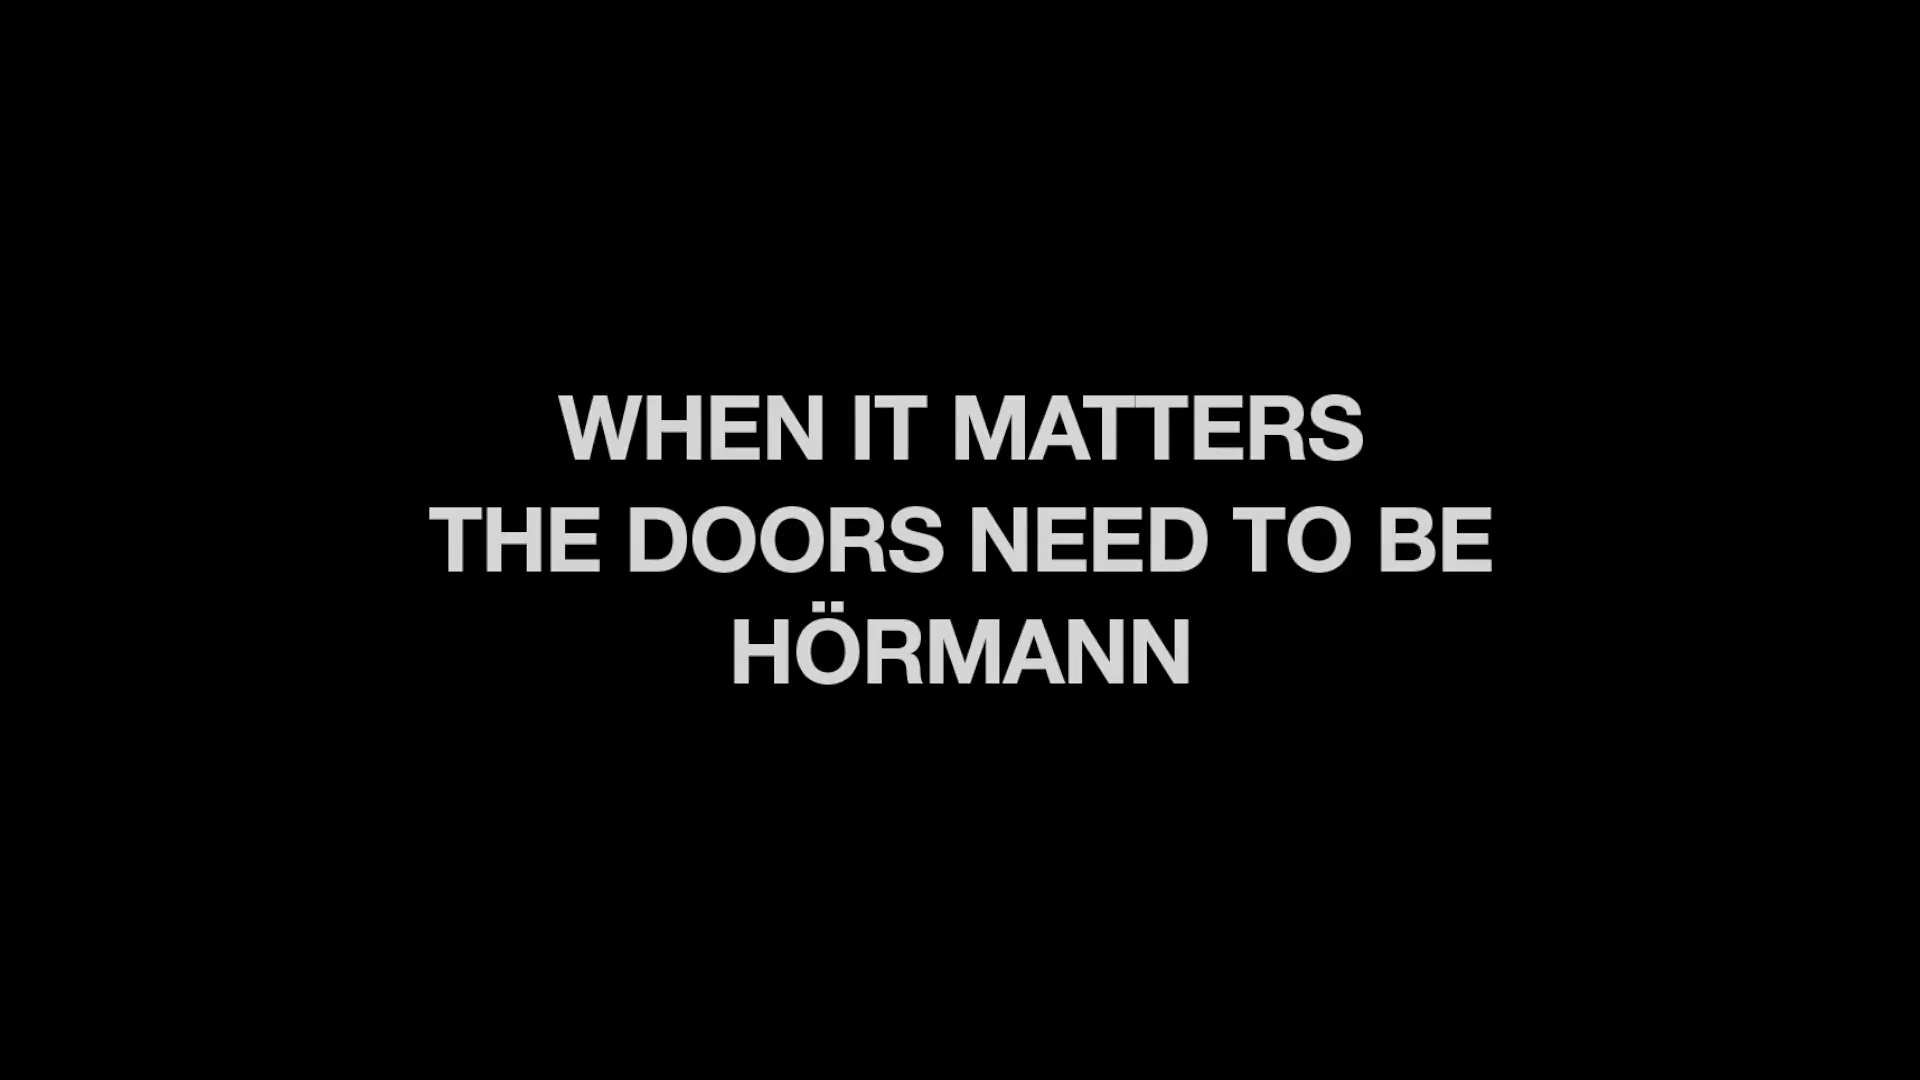 WHEN IT MATTERS
THE DOORS NEED TO BE
HÖRMANN